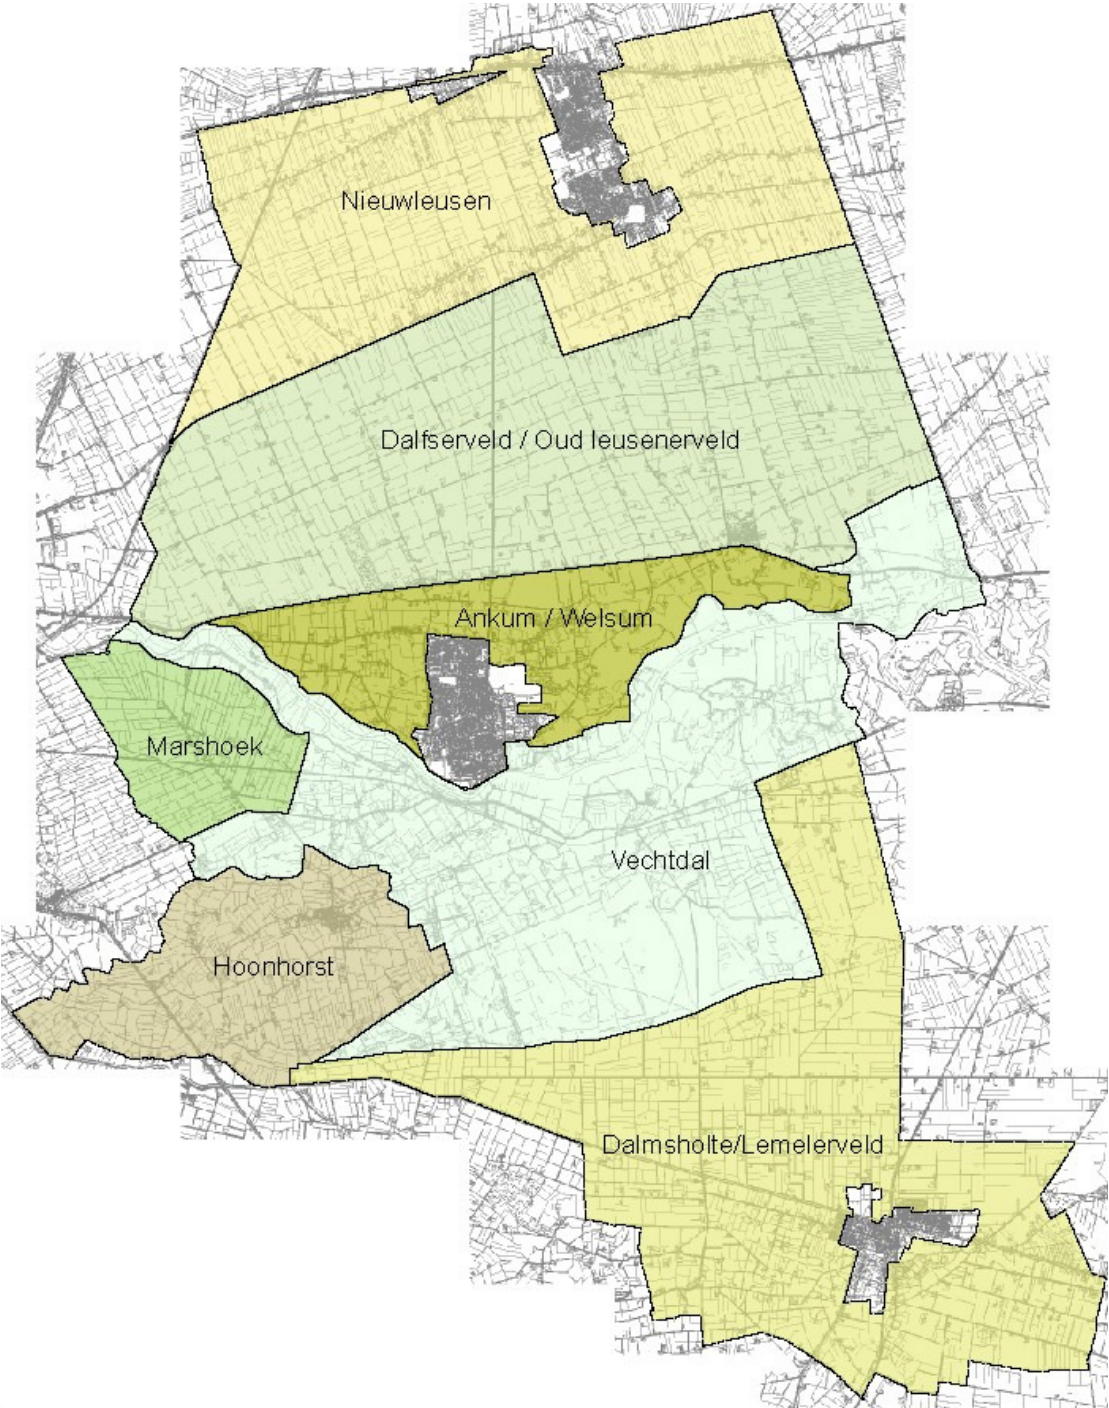 Nieuwleusen
Dalfserveld / Oud leusenerveld
Ankum / Welsum
Marshoek
Vechtdal
Hoonhorst
Dalmsholte/Lemelerveld